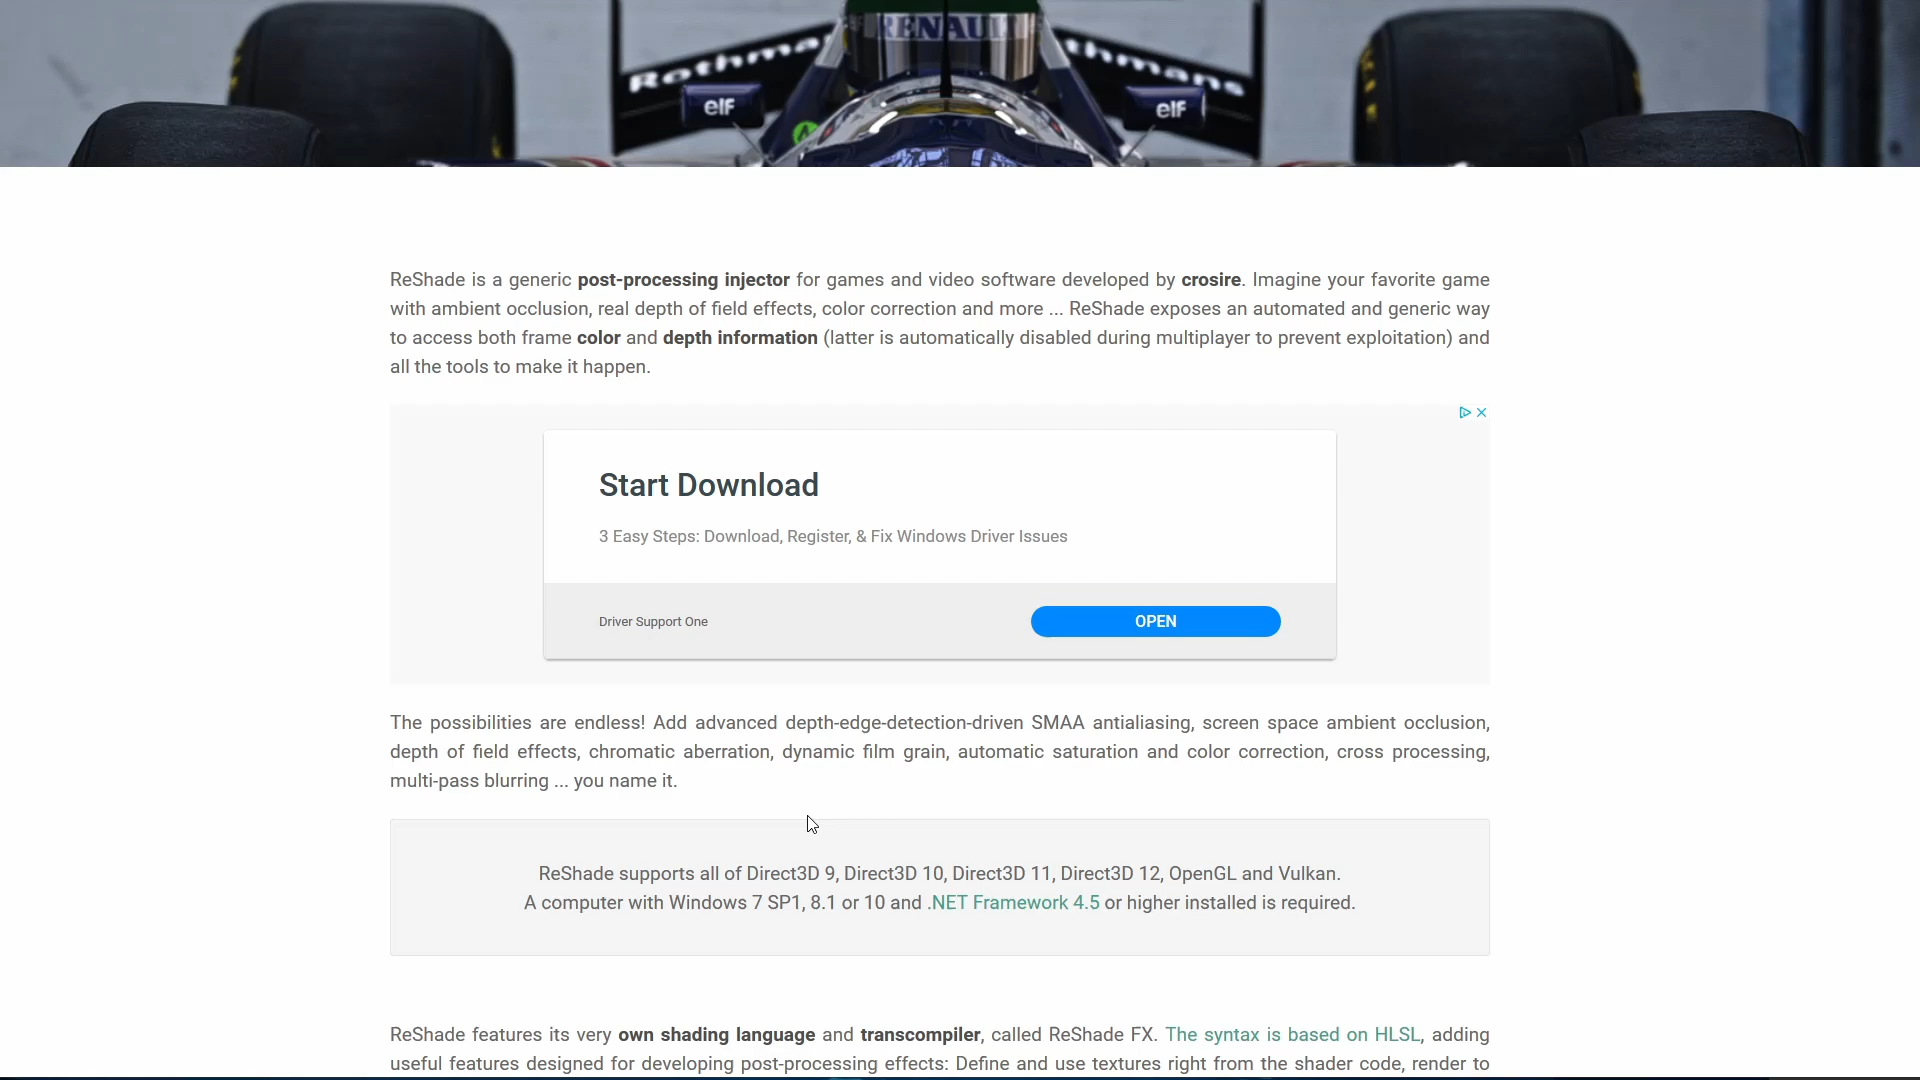 RENAULT
Rothmans
thmans
elf
elf
ReShade is a generic post-processing injector for games and video software developed by crosire. Imagine your favorite game
with ambient occlusion, real depth of field effects, color correction and more ... ReShade exposes an automated and generic way
to access both frame color and depth information (latter is automatically disabled during multiplayer to prevent exploitation) and
all the tools to make it happen.
Start Download
3 Easy Steps: Download, Register, & Fix Windows Driver Issues
Driver Support One
OPEN
The possibilities are endless! Add advanced depth-edge-detection-driven SMAA antialiasing, screen space ambient occlusion,
depth of field effects, chromatic aberration, dynamic film grain, automatic saturation and color correction, cross processing,
multi-pass blurring ... you name it.
ReShade supports all of Direct3D 9, Direct3D 10, Direct3D 11, Direct3D 12, OpenGL and Vulkan.
A computer with Windows 7 SP1, 8.1 or 10 and .NET Framework 4.5 or higher installed is required.
ReShade features its very own shading language and transcompiler, called ReShade FX. The syntax is based on HLSL, adding
useful features designed for developing post-processing effects: Define and use textures right from the shader code, render to